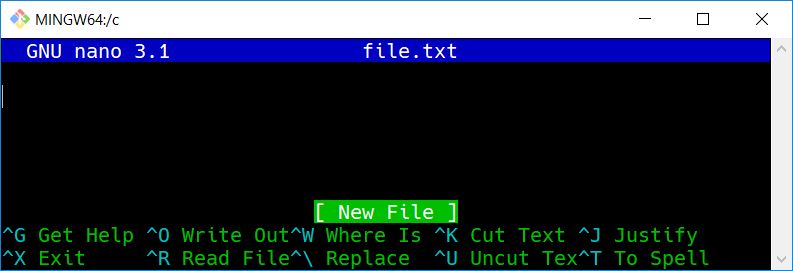 MINGW64:/c
GNU nano 3.1 file.txt
[ New File ]
^G Get Help ^O Write Out^W Where Is ^K Cut Text ^J Justify
^X Exit ^R Read File^\ Replace ^U Uncut Tex^T To Spell